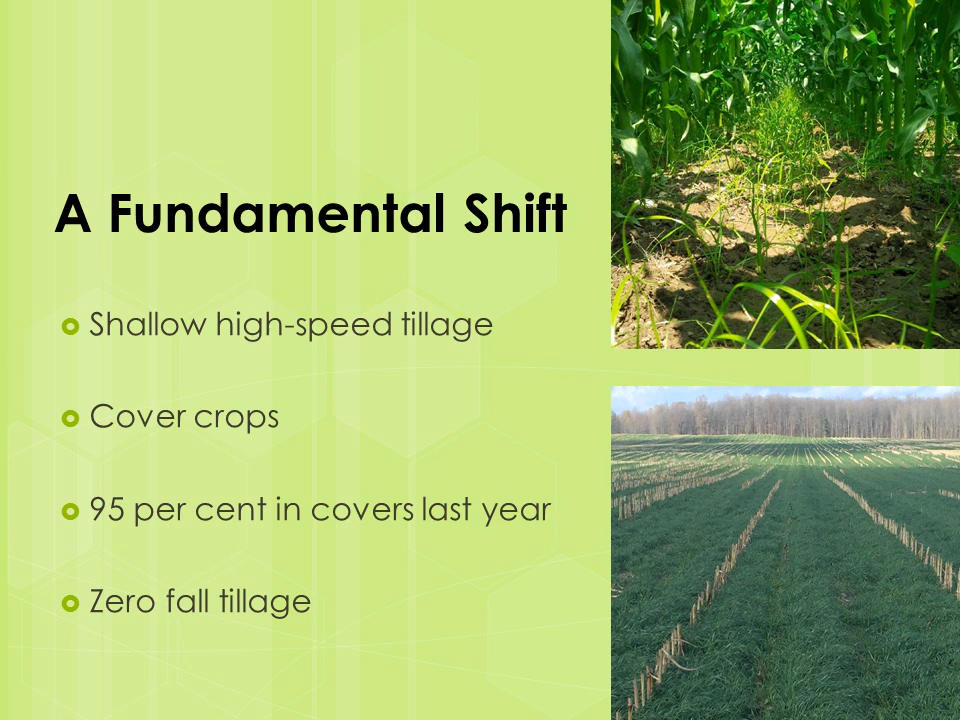 A Fundamental Shift
Shallow high-speed tillage
Cover crops
95 per cent in covers last year
Zero fall tillage